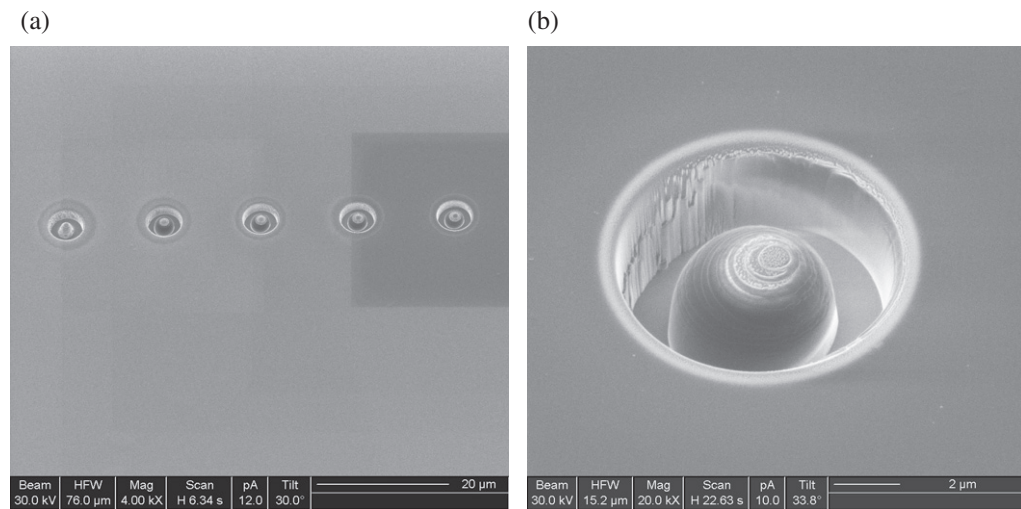 (a)
(b)
Beam HFW Mag Scan pA Tilt 20 µm
30.0 kV 76.0 µm 4.00 kX H 6.34 s 12.0 30.0°
Beam HFW Mag Scan pA Tilt 2 µm
30.0 kV 15.2 µm 20.0 kX H 22.63 s 10.0 33.8°